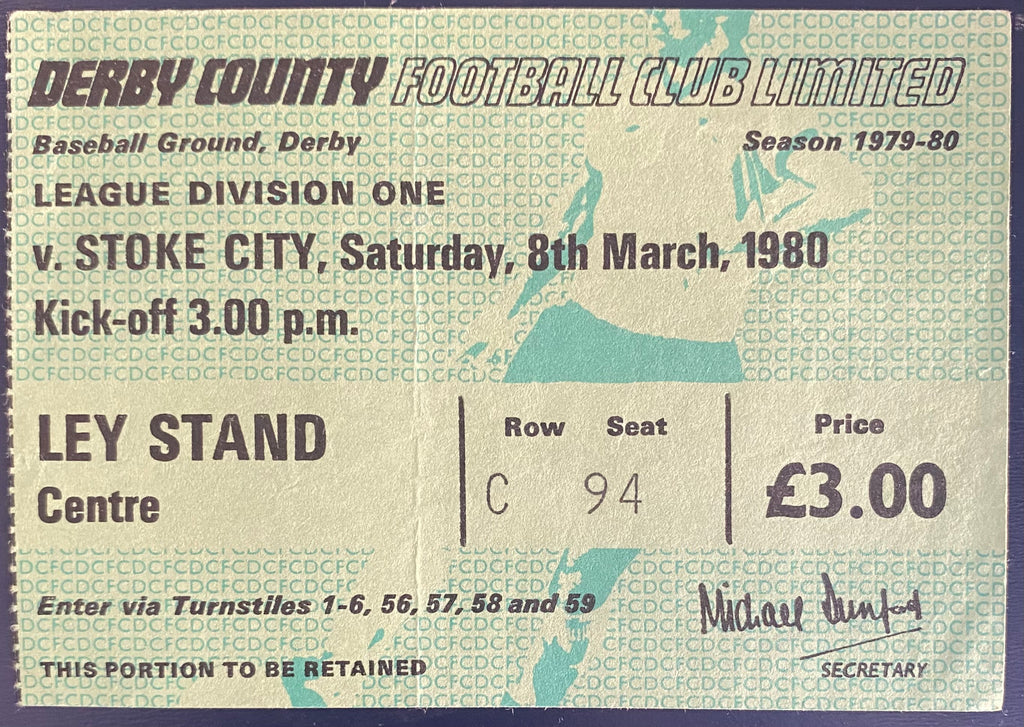 DERBY COUNTY FOOTBALL CLUB LIMITED
Baseball Ground, Derby Season 1979-80
LEAGUE DIVISION ONE
v. STOKE CITY, Saturday, 8th March, 1980
Kick-off 3.00 p.m.
LEY STAND
Centre
Row Seat
C 94
Price
£3.00
Enter via Turnstiles 1-6, 56, 57, 58 and 59
Michael Dunford
SECRETARY
THIS PORTION TO BE RETAINED